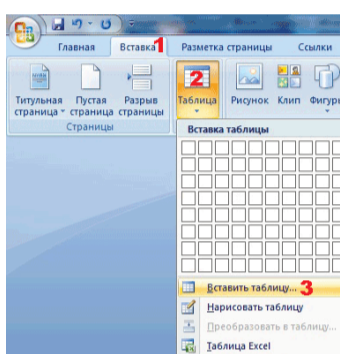 Главная Вставка 1 Разметка страницы Ссылки
Титульная страница Пустая страница Разрыв страницы
Страницы
2
Таблица Рисунок Клип Фигуры
Вставка таблицы
Вставить таблицу... 3
Нарисовать таблицу
Преобразовать в таблицу...
Таблица Excel